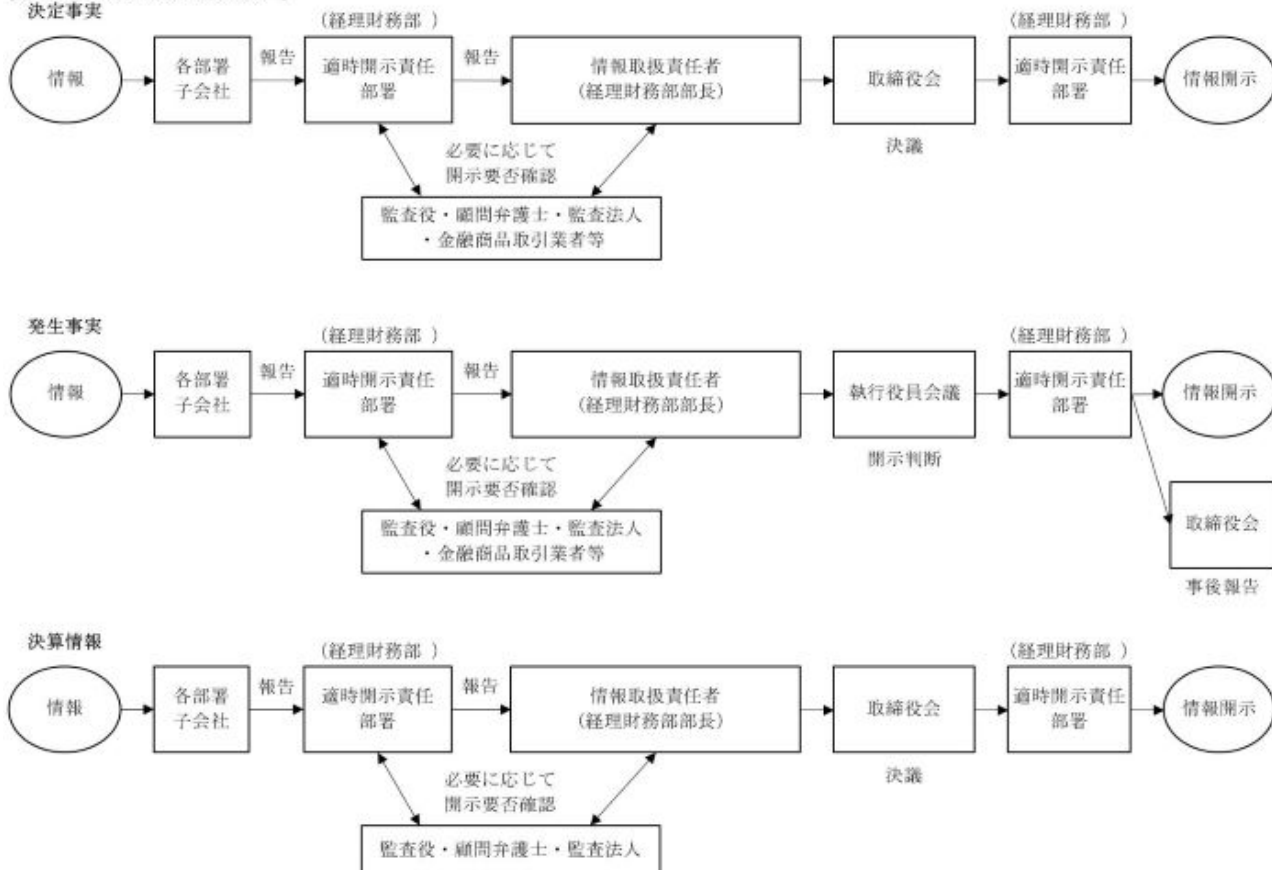 決定事実
(経理財務部 )
(経理財務部 )
情報
各部署
子会社
報告
適時開示責任
部署
報告
情報取扱責任者
(経理財務部部長)
取締役会
適時開示責任
部署
情報開示
決議
必要に応じて
開示要否確認
監査役・顧問弁護士・監査法人
・金融商品取引業者等
発生事実
(経理財務部 )
(経理財務部 )
情報
各部署
子会社
報告
適時開示責任
部署
報告
情報取扱責任者
(経理財務部部長)
執行役員会議
適時開示責任
部署
情報開示
開示判断
必要に応じて
開示要否確認
監査役・顧問弁護士・監査法人
・金融商品取引業者等
取締役会
事後報告
決算情報
(経理財務部 )
(経理財務部 )
情報
各部署
子会社
報告
適時開示責任
部署
報告
情報取扱責任者
(経理財務部部長)
取締役会
適時開示責任
部署
情報開示
決議
必要に応じて
開示要否確認
監査役・顧問弁護士・監査法人